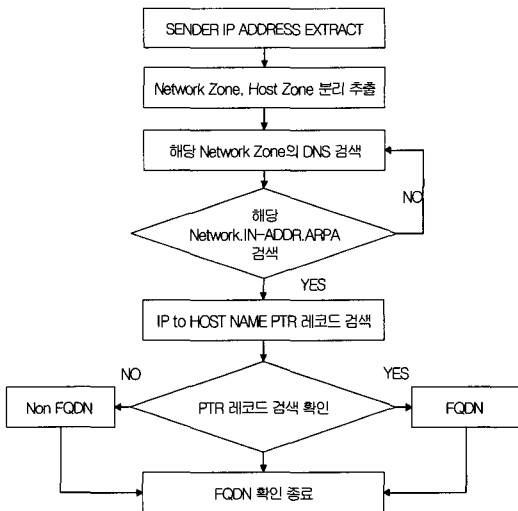 SENDER IP ADDRESS EXTRACT
Network Zone, Host Zone 분리 추출
해당 Network Zone의 DNS 검색
NO
해당
Network.IN-ADDR.ARPA
검색
YES
IP to HOST NAME PTR 레코드 검색
NO
YES
Non FQDN
PTR 레코드 검색 확인
FQDN
FQDN 확인 종료